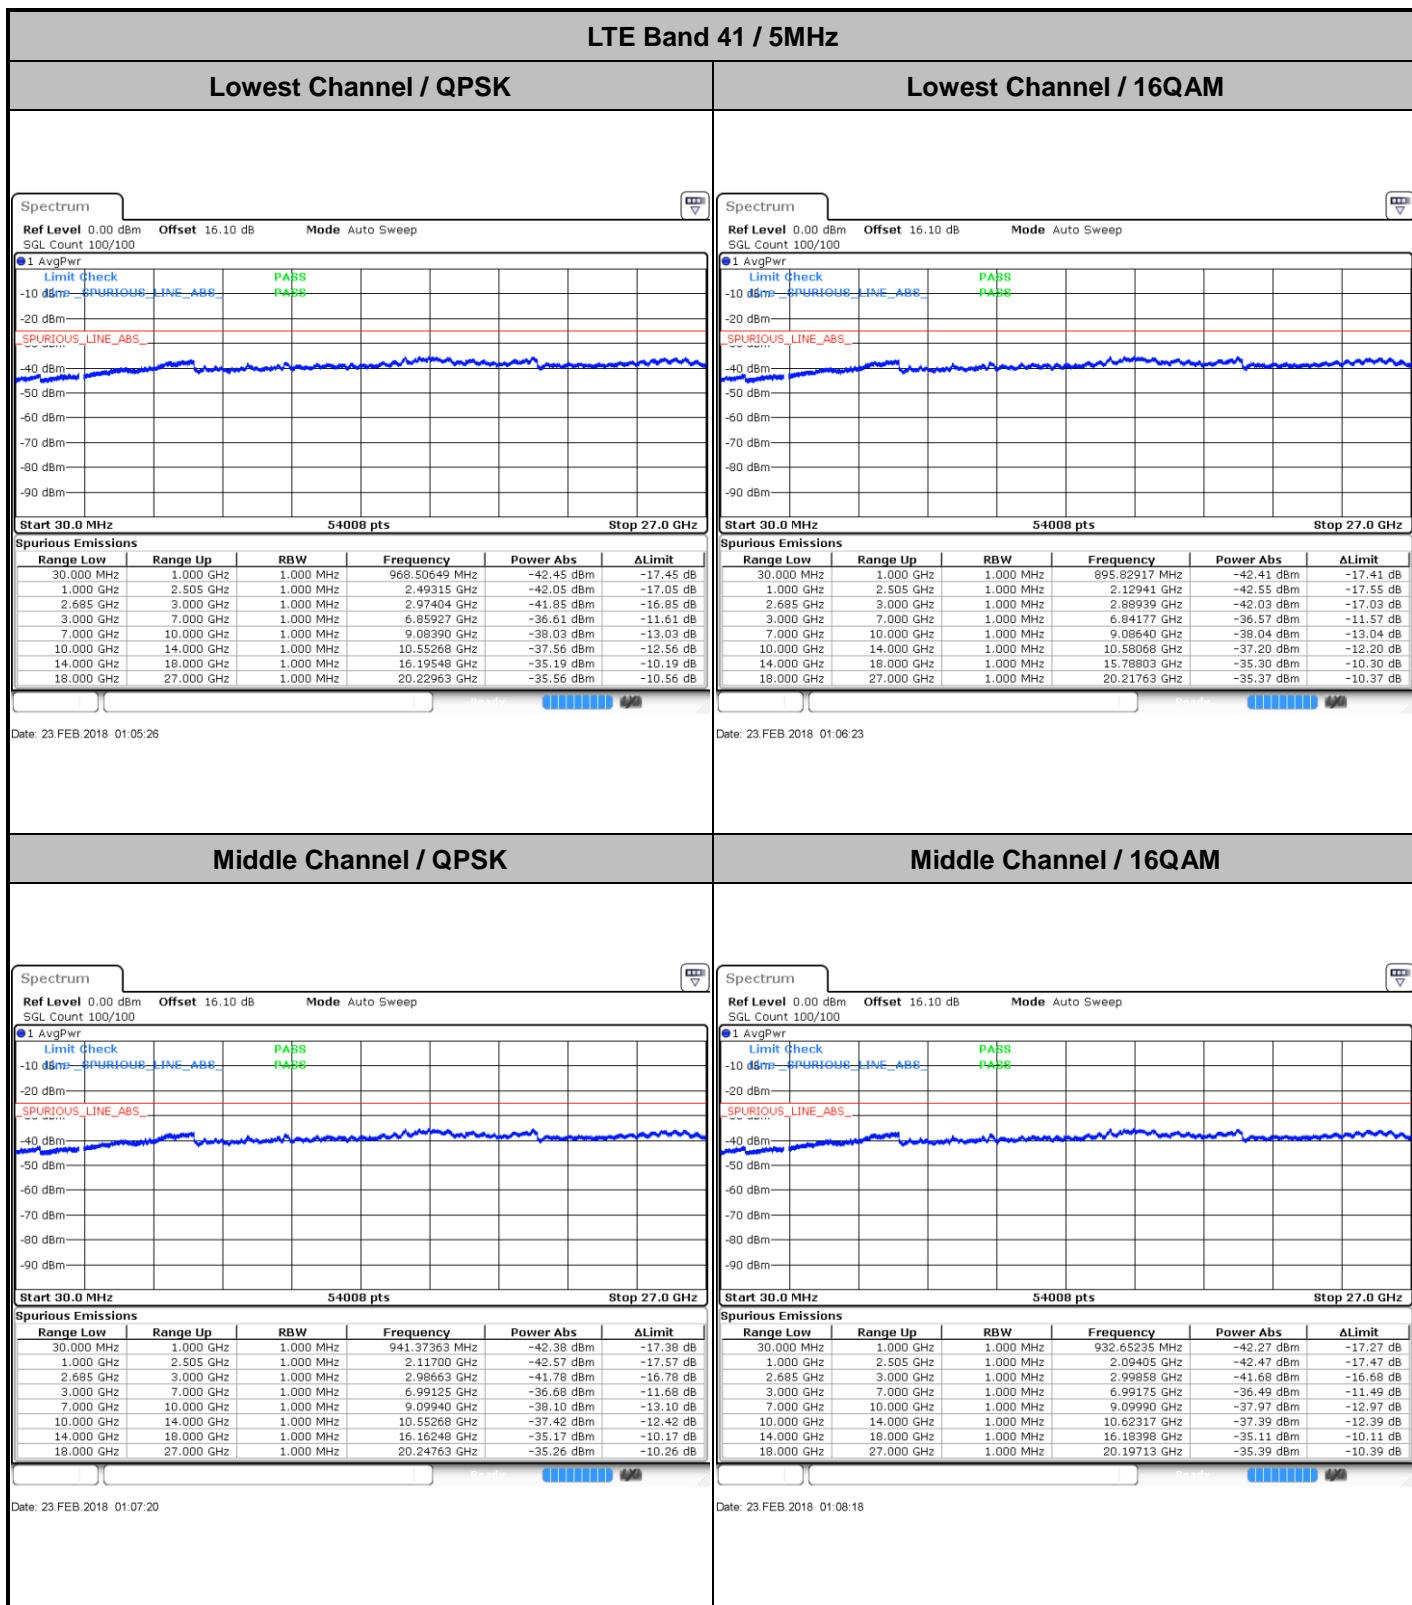 LTE Band 41 / 5MHz
Lowest Channel / QPSK
Lowest Channel / 16QAM
Spectrum
Ref Level 0.00 dBm Offset 16.10 dB Mode Auto Sweep
SGL Count 100/100
1 AvgPwr
Limit Check PASS
Line _SPURIOUS_LINE_ABS_ PASS
-10 dBm
-20 dBm
_SPURIOUS_LINE_ABS_
-40 dBm
-50 dBm
-60 dBm
-70 dBm
-80 dBm
-90 dBm
Start 30.0 MHz 54008 pts Stop 27.0 GHz
Spurious Emissions
Range Low Range Up RBW Frequency Power Abs ΔLimit
30.000 MHz 1.000 GHz 1.000 MHz 968.50649 MHz -42.45 dBm -17.45 dB
1.000 GHz 2.505 GHz 1.000 MHz 2.49315 GHz -42.05 dBm -17.05 dB
2.685 GHz 3.000 GHz 1.000 MHz 2.97404 GHz -41.85 dBm -16.85 dB
3.000 GHz 7.000 GHz 1.000 MHz 6.85927 GHz -36.61 dBm -11.61 dB
7.000 GHz 10.000 GHz 1.000 MHz 9.08390 GHz -38.03 dBm -13.03 dB
10.000 GHz 14.000 GHz 1.000 MHz 10.55268 GHz -37.56 dBm -12.56 dB
14.000 GHz 18.000 GHz 1.000 MHz 16.19548 GHz -35.19 dBm -10.19 dB
18.000 GHz 27.000 GHz 1.000 MHz 20.22963 GHz -35.56 dBm -10.56 dB
Ready
Date: 23.FEB.2018 01:05:26
Spectrum
Ref Level 0.00 dBm Offset 16.10 dB Mode Auto Sweep
SGL Count 100/100
1 AvgPwr
Limit Check PASS
Line _SPURIOUS_LINE_ABS_ PASS
-10 dBm
-20 dBm
_SPURIOUS_LINE_ABS_
-40 dBm
-50 dBm
-60 dBm
-70 dBm
-80 dBm
-90 dBm
Start 30.0 MHz 54008 pts Stop 27.0 GHz
Spurious Emissions
Range Low Range Up RBW Frequency Power Abs ΔLimit
30.000 MHz 1.000 GHz 1.000 MHz 895.82917 MHz -42.41 dBm -17.41 dB
1.000 GHz 2.505 GHz 1.000 MHz 2.12941 GHz -42.55 dBm -17.55 dB
2.685 GHz 3.000 GHz 1.000 MHz 2.88939 GHz -42.03 dBm -17.03 dB
3.000 GHz 7.000 GHz 1.000 MHz 6.84177 GHz -36.57 dBm -11.57 dB
7.000 GHz 10.000 GHz 1.000 MHz 9.08640 GHz -38.04 dBm -13.04 dB
10.000 GHz 14.000 GHz 1.000 MHz 10.58068 GHz -37.20 dBm -12.20 dB
14.000 GHz 18.000 GHz 1.000 MHz 15.78803 GHz -35.30 dBm -10.30 dB
18.000 GHz 27.000 GHz 1.000 MHz 20.21763 GHz -35.37 dBm -10.37 dB
Ready
Date: 23.FEB.2018 01:06:23
Middle Channel / QPSK
Middle Channel / 16QAM
Spectrum
Ref Level 0.00 dBm Offset 16.10 dB Mode Auto Sweep
SGL Count 100/100
1 AvgPwr
Limit Check PASS
Line _SPURIOUS_LINE_ABS_ PASS
-10 dBm
-20 dBm
_SPURIOUS_LINE_ABS_
-40 dBm
-50 dBm
-60 dBm
-70 dBm
-80 dBm
-90 dBm
Start 30.0 MHz 54008 pts Stop 27.0 GHz
Spurious Emissions
Range Low Range Up RBW Frequency Power Abs ΔLimit
30.000 MHz 1.000 GHz 1.000 MHz 941.37363 MHz -42.38 dBm -17.38 dB
1.000 GHz 2.505 GHz 1.000 MHz 2.11700 GHz -42.57 dBm -17.57 dB
2.685 GHz 3.000 GHz 1.000 MHz 2.98663 GHz -41.78 dBm -16.78 dB
3.000 GHz 7.000 GHz 1.000 MHz 6.99125 GHz -36.68 dBm -11.68 dB
7.000 GHz 10.000 GHz 1.000 MHz 9.09940 GHz -38.10 dBm -13.10 dB
10.000 GHz 14.000 GHz 1.000 MHz 10.55268 GHz -37.42 dBm -12.42 dB
14.000 GHz 18.000 GHz 1.000 MHz 16.16248 GHz -35.17 dBm -10.17 dB
18.000 GHz 27.000 GHz 1.000 MHz 20.24763 GHz -35.26 dBm -10.26 dB
Ready
Date: 23.FEB.2018 01:07:20
Spectrum
Ref Level 0.00 dBm Offset 16.10 dB Mode Auto Sweep
SGL Count 100/100
1 AvgPwr
Limit Check PASS
Line _SPURIOUS_LINE_ABS_ PASS
-10 dBm
-20 dBm
_SPURIOUS_LINE_ABS_
-40 dBm
-50 dBm
-60 dBm
-70 dBm
-80 dBm
-90 dBm
Start 30.0 MHz 54008 pts Stop 27.0 GHz
Spurious Emissions
Range Low Range Up RBW Frequency Power Abs ΔLimit
30.000 MHz 1.000 GHz 1.000 MHz 932.65235 MHz -42.27 dBm -17.27 dB
1.000 GHz 2.505 GHz 1.000 MHz 2.09405 GHz -42.47 dBm -17.47 dB
2.685 GHz 3.000 GHz 1.000 MHz 2.99858 GHz -41.68 dBm -16.68 dB
3.000 GHz 7.000 GHz 1.000 MHz 6.99175 GHz -36.49 dBm -11.49 dB
7.000 GHz 10.000 GHz 1.000 MHz 9.09990 GHz -37.97 dBm -12.97 dB
10.000 GHz 14.000 GHz 1.000 MHz 10.62317 GHz -37.39 dBm -12.39 dB
14.000 GHz 18.000 GHz 1.000 MHz 16.18398 GHz -35.11 dBm -10.11 dB
18.000 GHz 27.000 GHz 1.000 MHz 20.19713 GHz -35.39 dBm -10.39 dB
Ready
Date: 23.FEB.2018 01:08:18